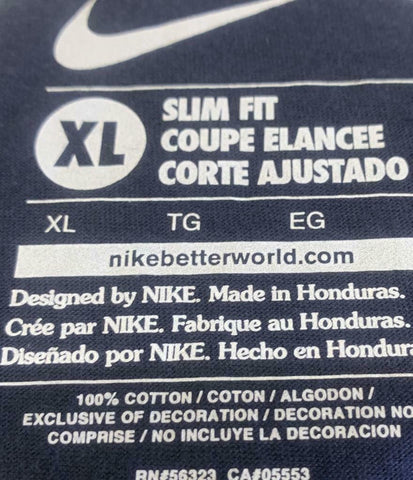 XL
SLIM FIT
COUPE ELANCEE
CORTE AJUSTADO
XL TG EG
nikebetterworld.com
Designed by NIKE. Made in Honduras.
Crée par NIKE. Fabrique au Honduras.
Diseñado por NIKE. Hecho en Hondura
100% COTTON / COTON / ALGODON /
EXCLUSIVE OF DECORATION / DECORATION NO
COMPRISE / NO INCLUYE LA DECORACION
RN#56323 CA#05553